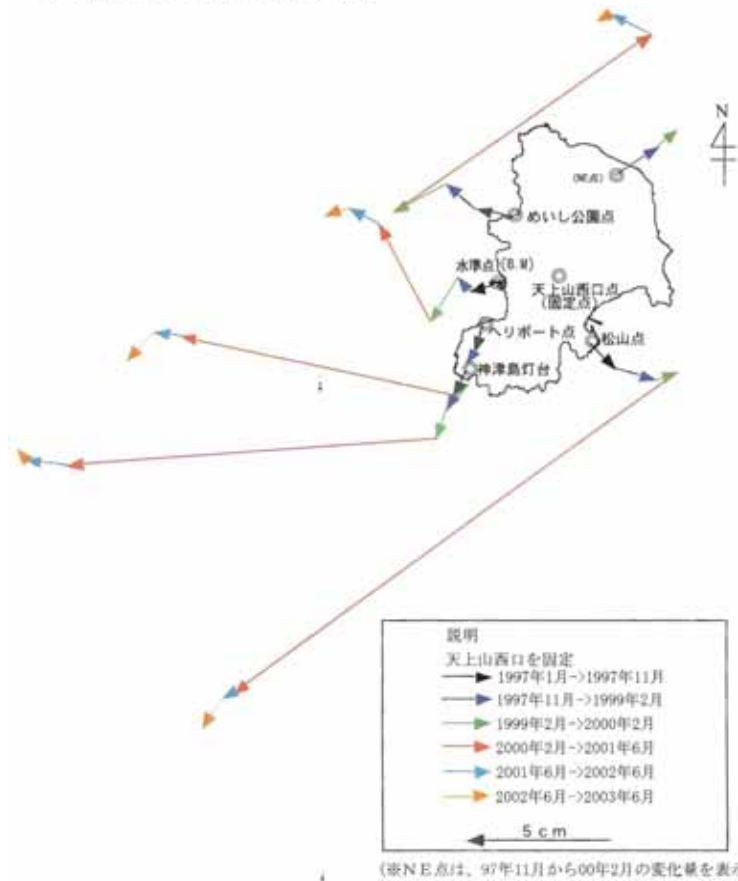 N
(NE点)
めいし公園点
水準点(B.M)
天上山西口点
(固定点)
ヘリポート点
松山点
神津島灯台
説明
天上山西口を固定
1997年1月->1997年11月
1997年11月->1999年2月
1999年2月->2000年2月
2000年2月->2001年6月
2001年6月->2002年6月
2002年6月->2003年6月
5 cm
(※NE点は、97年11月から00年2月の変化量を表示